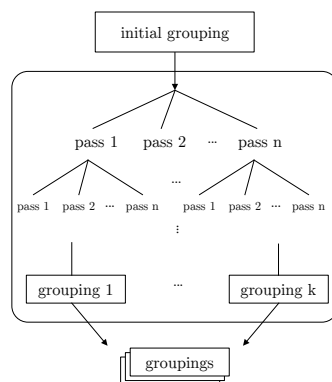 initial grouping
pass 1 pass 2 ... pass n
...
pass 1 pass 2 ... pass n pass 1 pass 2 ... pass n
⋮
grouping 1 ... grouping k
groupings